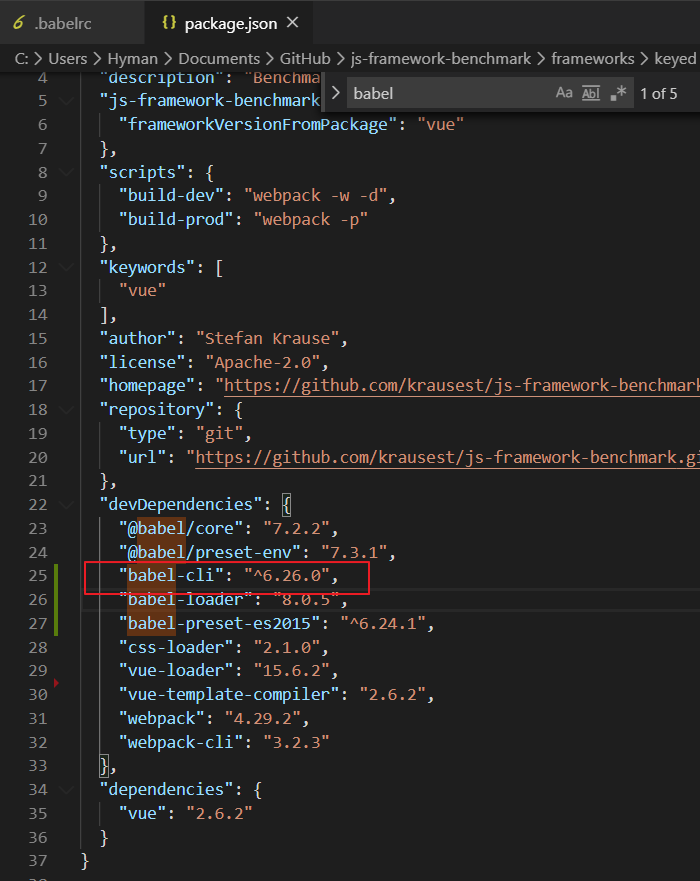 .babelrc
{} package.json ×
C: > Users > Hyman > Documents > GitHub > js-framework-benchmark > frameworks > keyed
babel Aa Abl .* 1 of 5
4 "description": "Benchma
5 "js-framework-benchmark
6 "frameworkVersionFromPackage": "vue"
7 },
8 "scripts": {
9 "build-dev": "webpack -w -d",
10 "build-prod": "webpack -p"
11 },
12 "keywords": [
13 "vue"
14 ],
15 "author": "Stefan Krause",
16 "license": "Apache-2.0",
17 "homepage": "https://github.com/krausest/js-framework-benchmark
18 "repository": {
19 "type": "git",
20 "url": "https://github.com/krausest/js-framework-benchmark.gi
21 },
22 "devDependencies": {
23 "@babel/core": "7.2.2",
24 "@babel/preset-env": "7.3.1",
25 "babel-cli": "^6.26.0",
26 "babel-loader": "8.0.5",
27 "babel-preset-es2015": "^6.24.1",
28 "css-loader": "2.1.0",
29 "vue-loader": "15.6.2",
30 "vue-template-compiler": "2.6.2",
31 "webpack": "4.29.2",
32 "webpack-cli": "3.2.3"
33 },
34 "dependencies": {
35 "vue": "2.6.2"
36 }
37 }